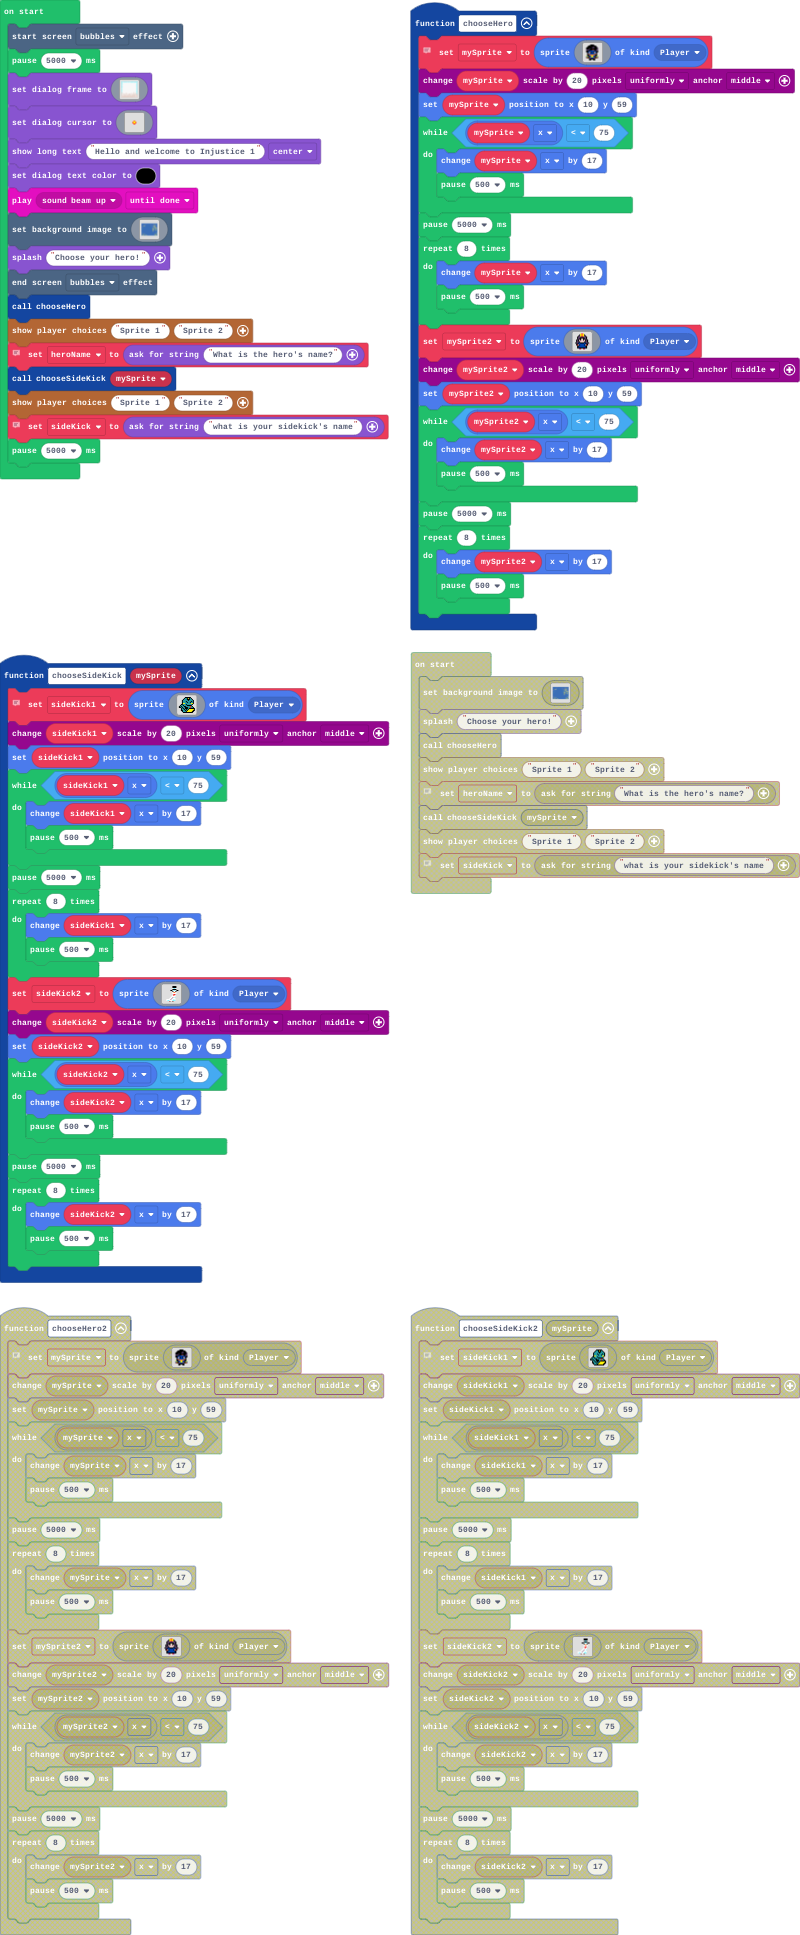 on start
start screen bubbles effect
pause 5000 ms
set dialog frame to
set dialog cursor to
show long text "Hello and welcome to Injustice 1" center
set dialog text color to
play sound beam up until done
set background image to
splash "Choose your hero!"
end screen bubbles effect
call chooseHero
show player choices "Sprite 1" "Sprite 2"
set heroName to ask for string "What is the hero's name?"
call chooseSideKick mySprite
show player choices "Sprite 1" "Sprite 2"
set sideKick to ask for string "what is your sidekick's name"
pause 5000 ms
function chooseHero
set mySprite to sprite of kind Player
change mySprite scale by 20 pixels uniformly anchor middle
set mySprite position to x 10 y 59
while mySprite x < 75
do change mySprite x by 17
pause 500 ms
pause 5000 ms
repeat 8 times
do change mySprite x by 17
pause 500 ms
set mySprite2 to sprite of kind Player
change mySprite2 scale by 20 pixels uniformly anchor middle
set mySprite2 position to x 10 y 59
while mySprite2 x < 75
do change mySprite2 x by 17
pause 500 ms
pause 5000 ms
repeat 8 times
do change mySprite2 x by 17
pause 500 ms
function chooseSideKick mySprite
set sideKick1 to sprite of kind Player
change sideKick1 scale by 20 pixels uniformly anchor middle
set sideKick1 position to x 10 y 59
while sideKick1 x < 75
do change sideKick1 x by 17
pause 500 ms
pause 5000 ms
repeat 8 times
do change sideKick1 x by 17
pause 500 ms
set sideKick2 to sprite of kind Player
change sideKick2 scale by 20 pixels uniformly anchor middle
set sideKick2 position to x 10 y 59
while sideKick2 x < 75
do change sideKick2 x by 17
pause 500 ms
pause 5000 ms
repeat 8 times
do change sideKick2 x by 17
pause 500 ms
on start
set background image to
splash "Choose your hero!"
call chooseHero
show player choices "Sprite 1" "Sprite 2"
set heroName to ask for string "What is the hero's name?"
call chooseSideKick mySprite
show player choices "Sprite 1" "Sprite 2"
set sideKick to ask for string "what is your sidekick's name"
function chooseHero2
set mySprite to sprite of kind Player
change mySprite scale by 20 pixels uniformly anchor middle
set mySprite position to x 10 y 59
while mySprite x < 75
do change mySprite x by 17
pause 500 ms
pause 5000 ms
repeat 8 times
do change mySprite x by 17
pause 500 ms
set mySprite2 to sprite of kind Player
change mySprite2 scale by 20 pixels uniformly anchor middle
set mySprite2 position to x 10 y 59
while mySprite2 x < 75
do change mySprite2 x by 17
pause 500 ms
pause 5000 ms
repeat 8 times
do change mySprite2 x by 17
pause 500 ms
function chooseSideKick2 mySprite
set sideKick1 to sprite of kind Player
change sideKick1 scale by 20 pixels uniformly anchor middle
set sideKick1 position to x 10 y 59
while sideKick1 x < 75
do change sideKick1 x by 17
pause 500 ms
pause 5000 ms
repeat 8 times
do change sideKick1 x by 17
pause 500 ms
set sideKick2 to sprite of kind Player
change sideKick2 scale by 20 pixels uniformly anchor middle
set sideKick2 position to x 10 y 59
while sideKick2 x < 75
do change sideKick2 x by 17
pause 500 ms
pause 5000 ms
repeat 8 times
do change sideKick2 x by 17
pause 500 ms